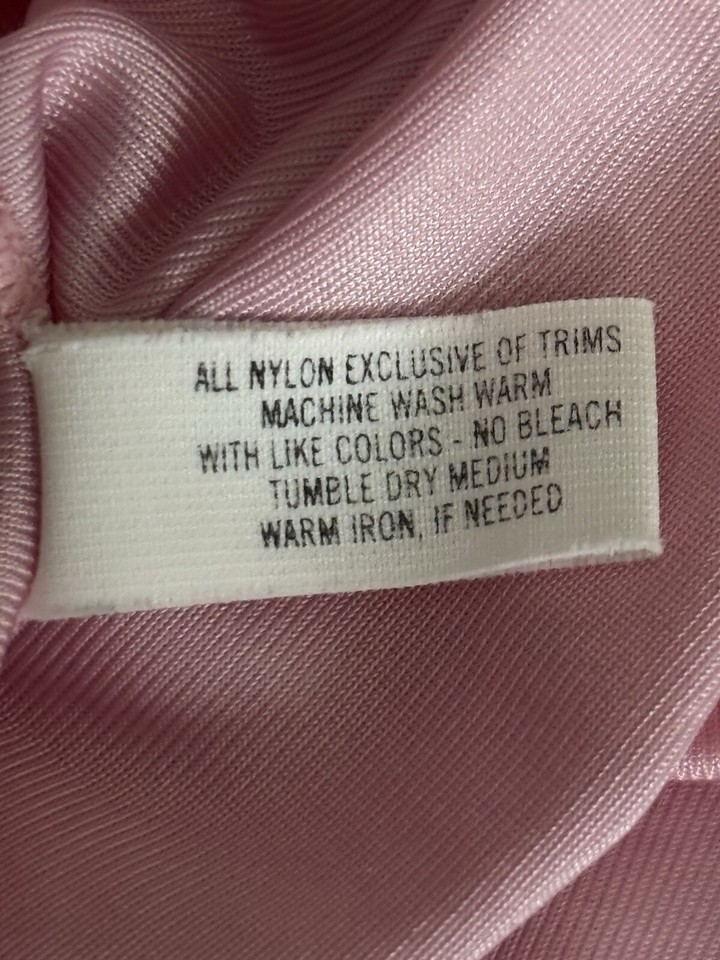 ALL NYLON EXCLUSIVE OF TRIMS
MACHINE WASH WARM
WITH LIKE COLORS - NO BLEACH
TUMBLE DRY MEDIUM
WARM IRON, IF NEEDED